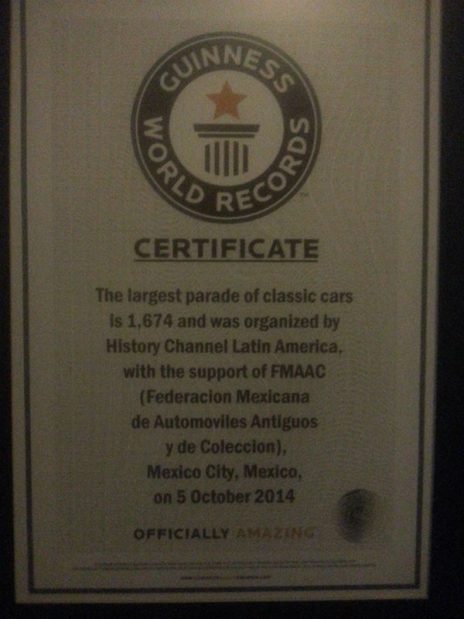 GUINNESS
WORLD RECORDS
CERTIFICATE
The largest parade of classic cars
is 1,674 and was organized by
History Channel Latin America,
with the support of FMAAC
(Federacion Mexicana
de Automoviles Antiguos
y de Coleccion),
Mexico City, Mexico,
on 5 October 2014
OFFICIALLY AMAZING